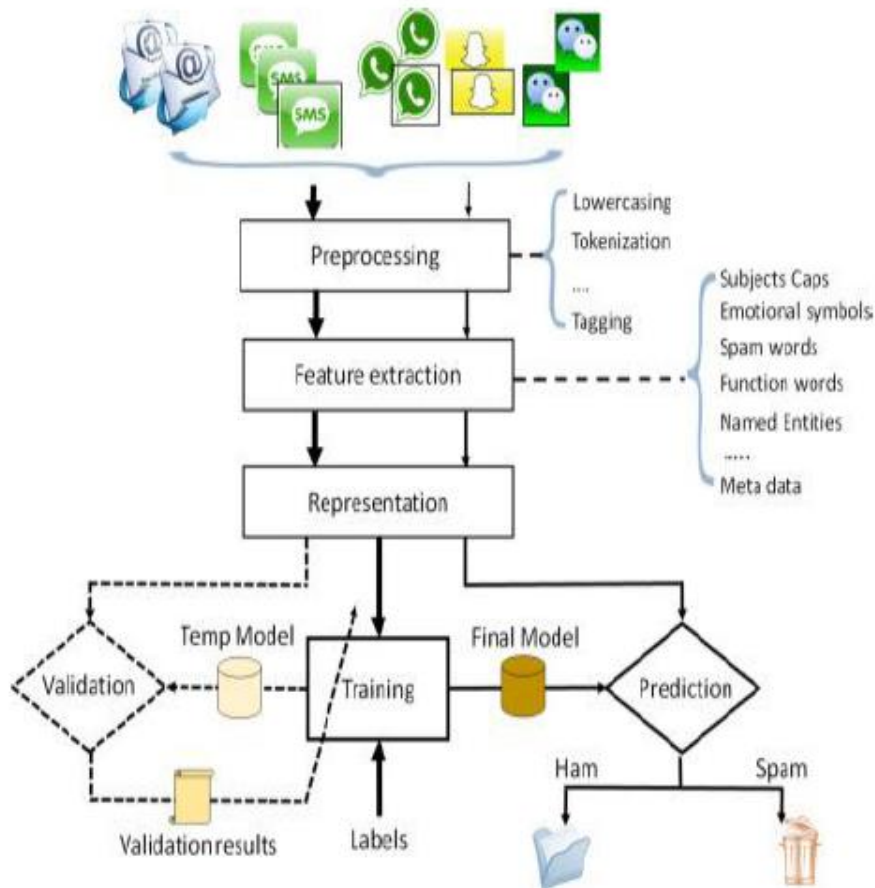 SMS
SMS
SMS
Lowercasing
Preprocessing
Tokenization
....
Tagging
Subjects Caps
Emotional symbols
Feature extraction
Spam words
Function words
Named Entities
.....
Meta data
Representation
Temp Model
Final Model
Validation
Training
Prediction
Ham
Spam
Validation results
Labels